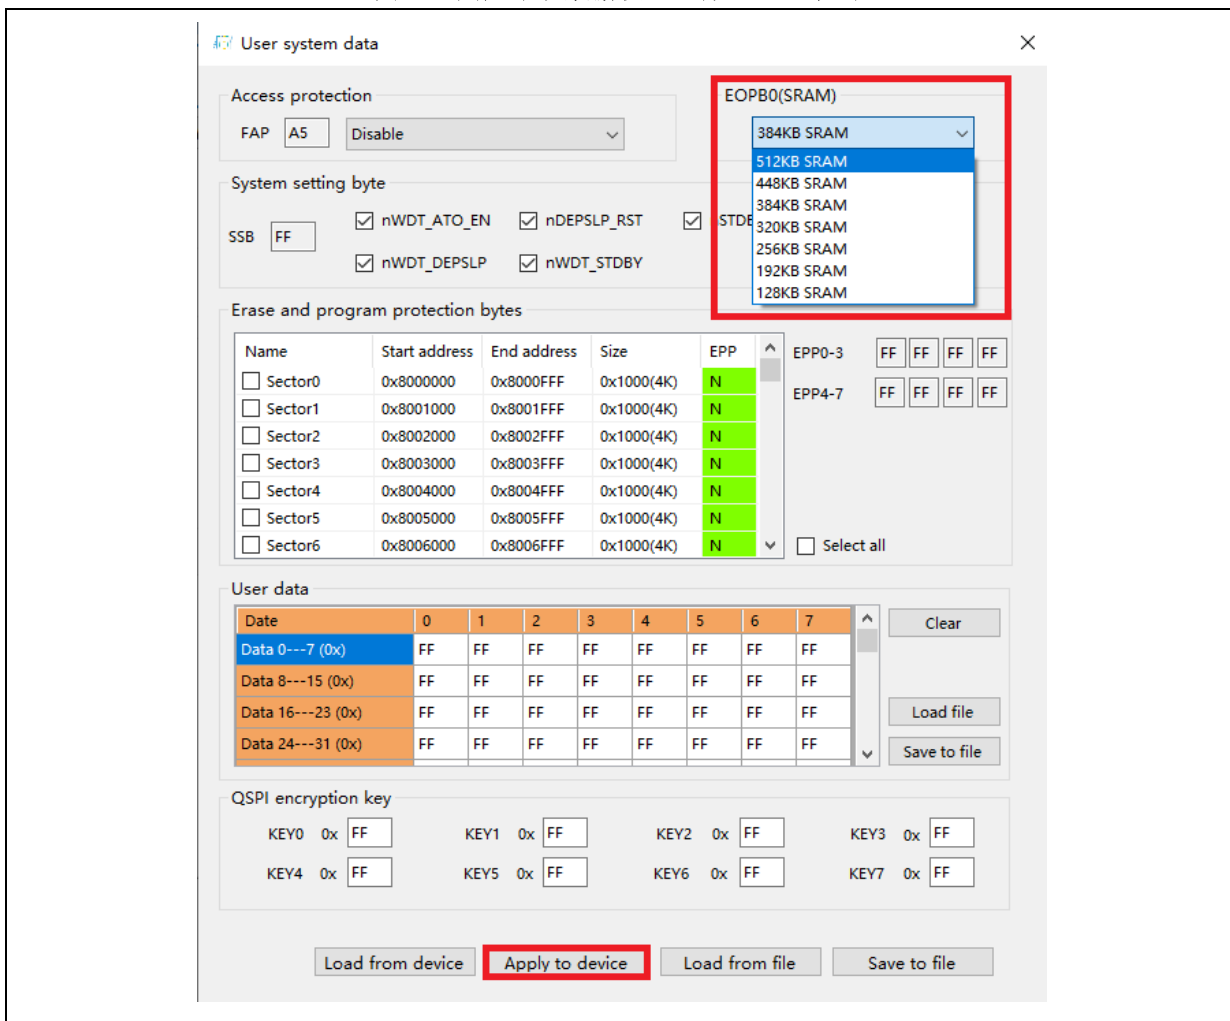 User system data
Access protection
FAP A5 Disable
EOPB0(SRAM)
384KB SRAM
512KB SRAM
448KB SRAM
384KB SRAM
320KB SRAM
256KB SRAM
192KB SRAM
128KB SRAM
System setting byte
SSB FF
nWDT_ATO_EN nDEPSLP_RST
nWDT_DEPSLP nWDT_STDBY
Erase and program protection bytes
Name Start address End address Size EPP
Sector0 0x8000000 0x8000FFF 0x1000(4K) N
Sector1 0x8001000 0x8001FFF 0x1000(4K) N
Sector2 0x8002000 0x8002FFF 0x1000(4K) N
Sector3 0x8003000 0x8003FFF 0x1000(4K) N
Sector4 0x8004000 0x8004FFF 0x1000(4K) N
Sector5 0x8005000 0x8005FFF 0x1000(4K) N
Sector6 0x8006000 0x8006FFF 0x1000(4K) N
EPP0-3 FF FF FF FF
EPP4-7 FF FF FF FF
Select all
User data
Date 0 1 2 3 4 5 6 7
Data 0---7 (0x) FF FF FF FF FF FF FF FF
Data 8---15 (0x) FF FF FF FF FF FF FF FF
Data 16---23 (0x) FF FF FF FF FF FF FF FF
Data 24---31 (0x) FF FF FF FF FF FF FF FF
Clear
Load file
Save to file
QSPI encryption key
KEY0 0x FF KEY1 0x FF KEY2 0x FF KEY3 0x FF
KEY4 0x FF KEY5 0x FF KEY6 0x FF KEY7 0x FF
Load from device Apply to device Load from file Save to file